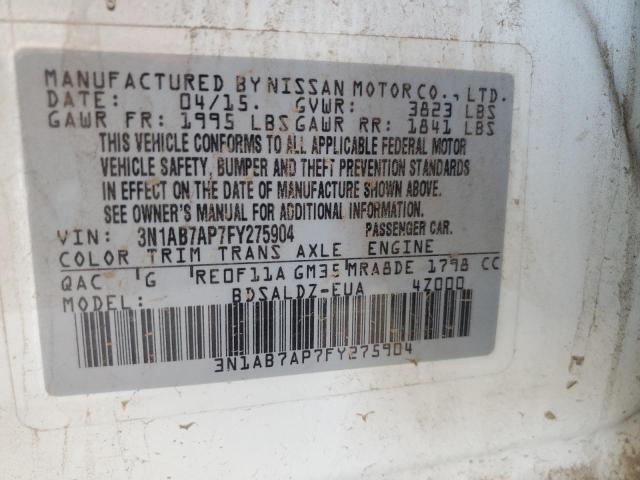 MANUFACTURED BY NISSAN MOTOR CO., LTD.
DATE: 04/15. GVWR: 3823 LBS
GAWR FR: 1995 LBS GAWR RR: 1841 LBS
THIS VEHICLE CONFORMS TO ALL APPLICABLE FEDERAL MOTOR
VEHICLE SAFETY, BUMPER AND THEFT PREVENTION STANDARDS
IN EFFECT ON THE DATE OF MANUFACTURE SHOWN ABOVE.
SEE OWNER'S MANUAL FOR ADDITIONAL INFORMATION.
VIN: 3N1AB7AP7FY275904 PASSENGER CAR.
COLOR TRIM TRANS AXLE ENGINE
QAC G RE0F11A GM35 MRA8DE 1798 CC
MODEL: BDSALDZ-EUA 4Z000
3N1AB7AP7FY275904